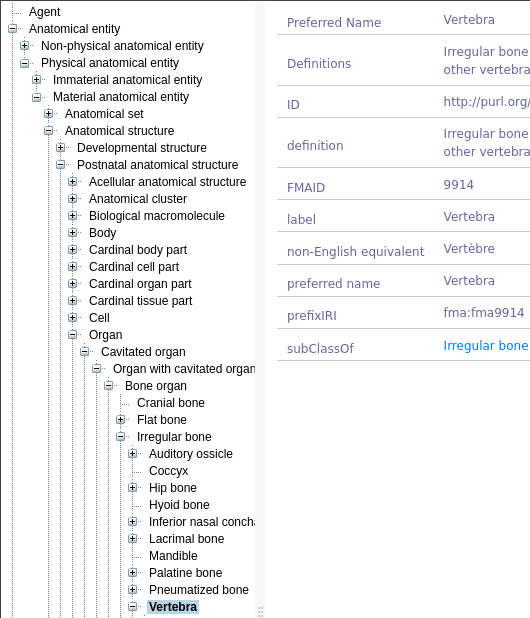 Agent
Anatomical entity
Non-physical anatomical entity
Physical anatomical entity
Immaterial anatomical entity
Material anatomical entity
Anatomical set
Anatomical structure
Developmental structure
Postnatal anatomical structure
Acellular anatomical structure
Anatomical cluster
Biological macromolecule
Body
Cardinal body part
Cardinal cell part
Cardinal organ part
Cardinal tissue part
Cell
Organ
Cavitated organ
Organ with cavitated organ
Bone organ
Cranial bone
Flat bone
Irregular bone
Auditory ossicle
Coccyx
Hip bone
Hyoid bone
Inferior nasal concha
Lacrimal bone
Mandible
Palatine bone
Pneumatized bone
Vertebra
Preferred Name Vertebra
Definitions Irregular bone
other vertebra
ID http://purl.org/
definition Irregular bone
other vertebra
FMAID 9914
label Vertebra
non-English equivalent Vertèbre
preferred name Vertebra
prefixIRI fma:fma9914
subClassOf Irregular bone